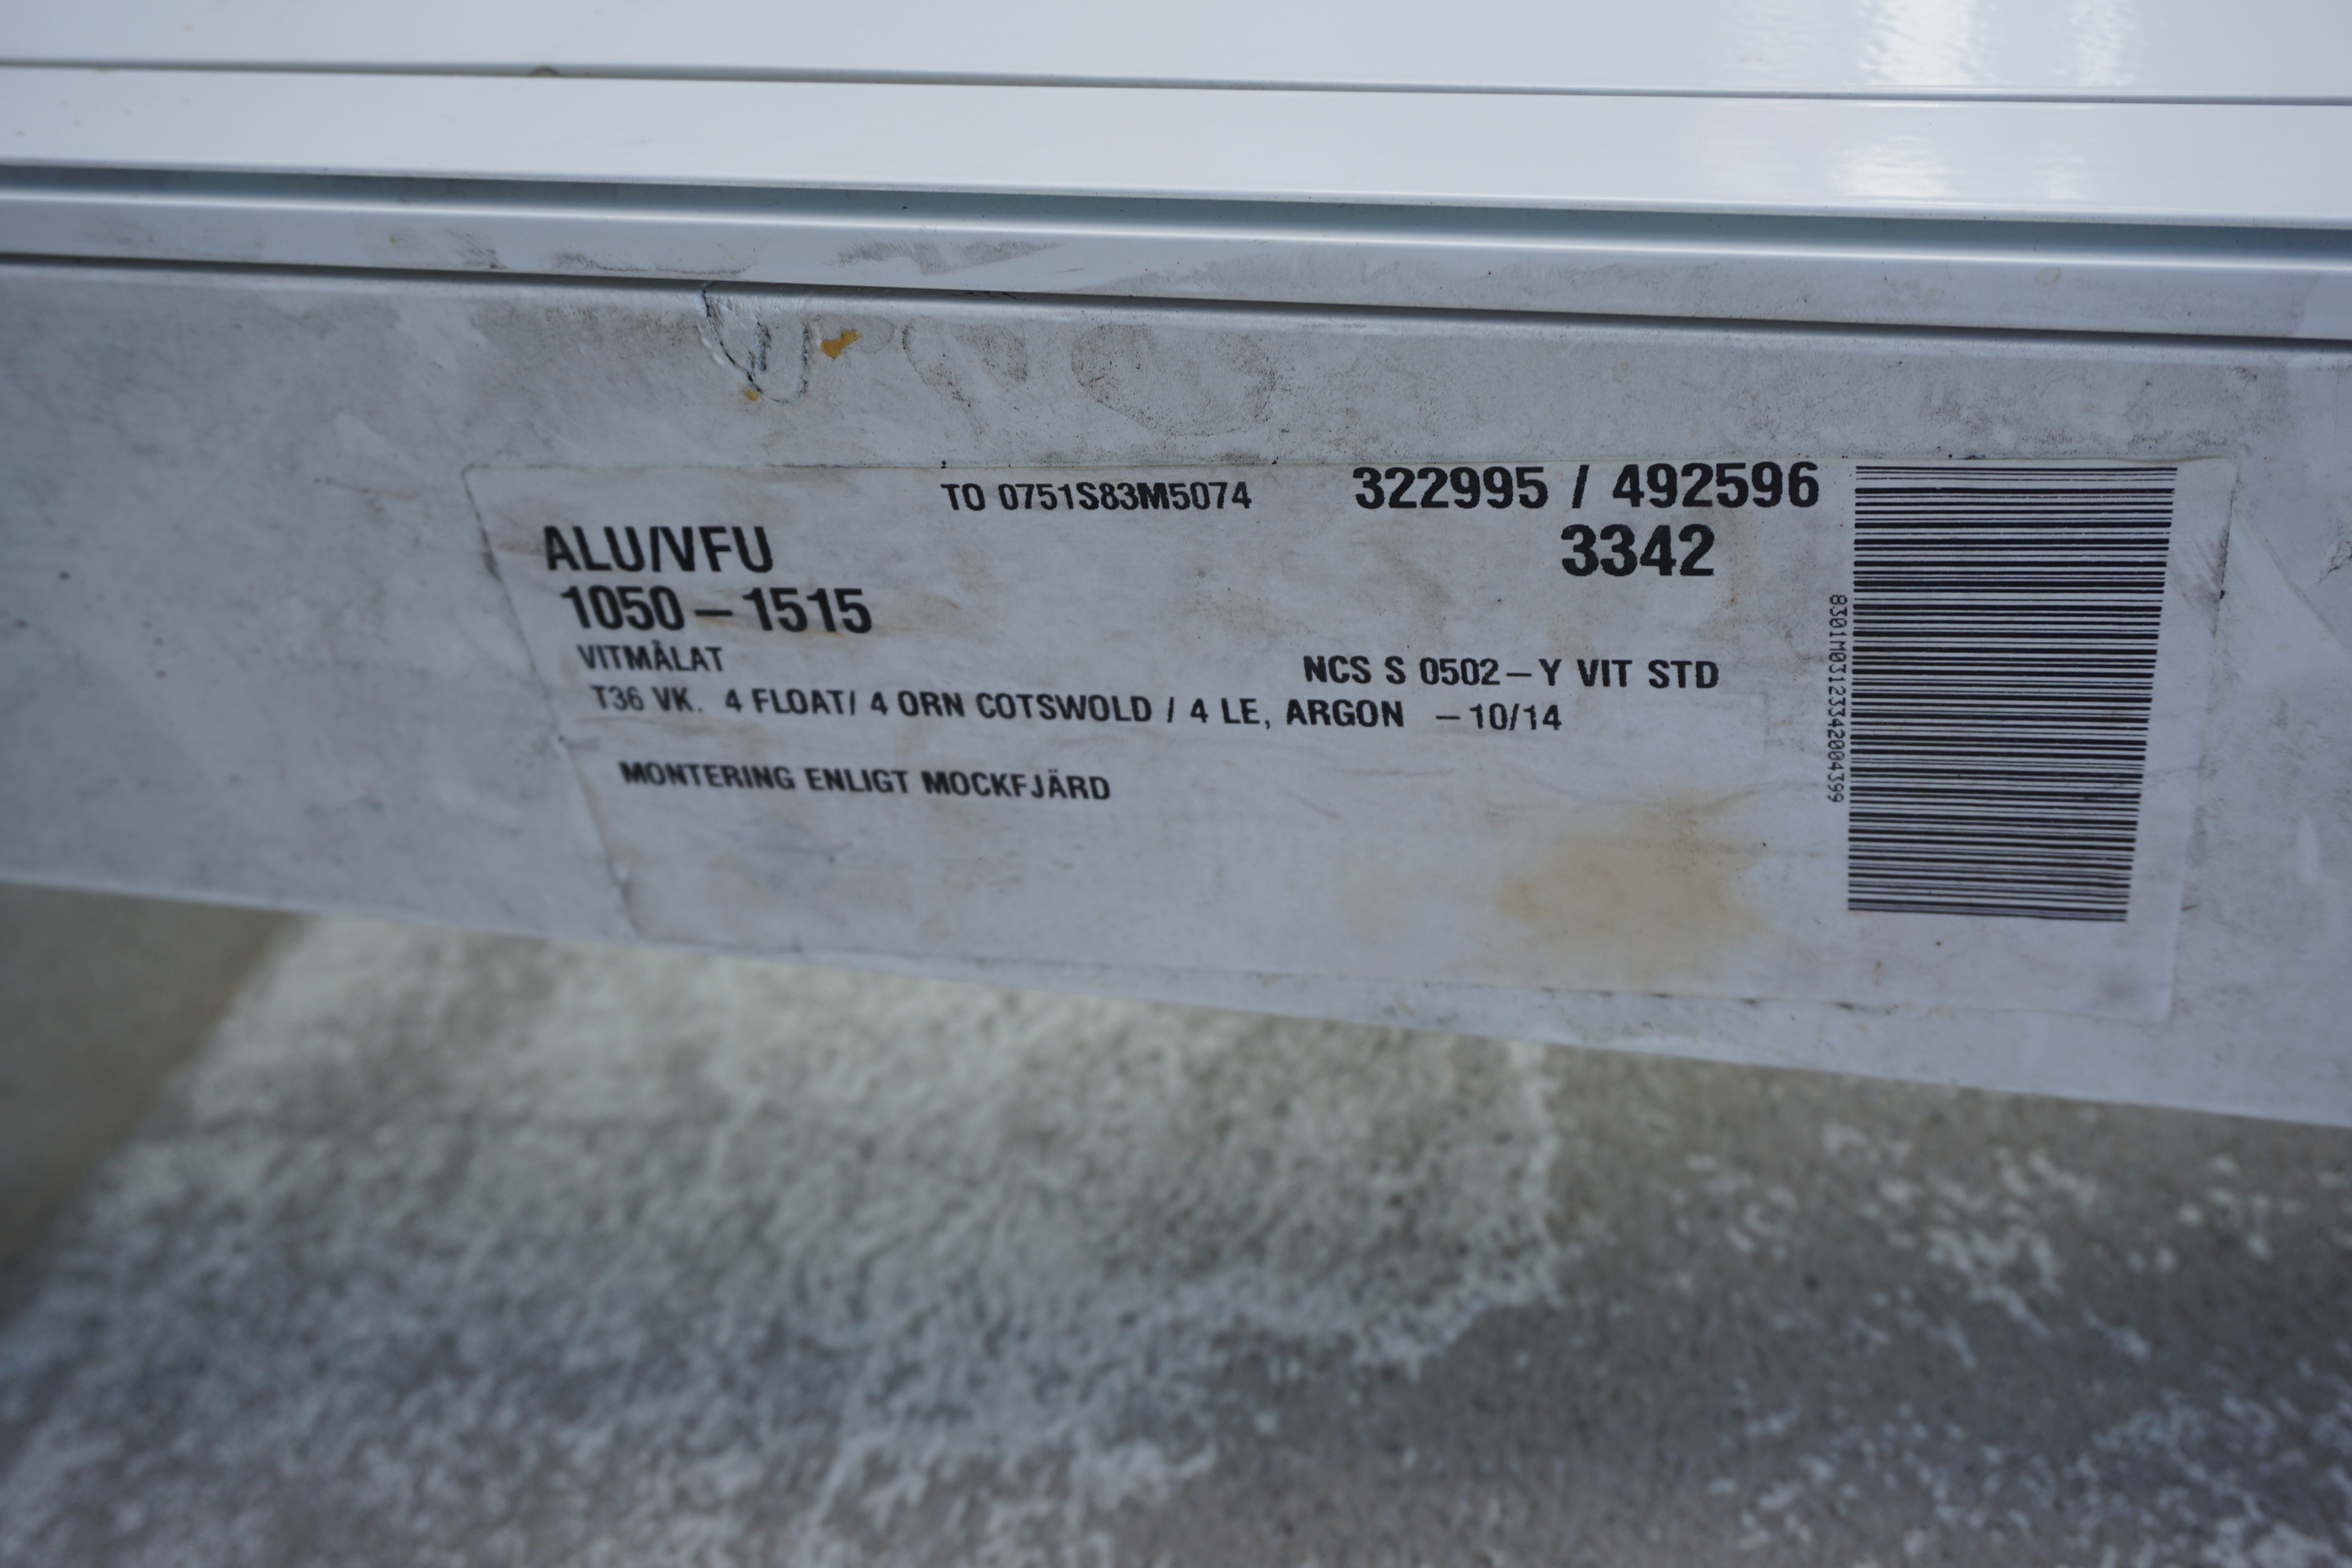 TO 0751S83M5074 322995 / 492596
ALU/VFU 3342
1050-1515
VITMÅLAT NCS S 0502-Y VIT STD
T36 VK. 4 FLOAT/ 4 ORN COTSWOLD / 4 LE, ARGON -10/14
MONTERING ENLIGT MOCKFJÄRD
8301M03123342004399